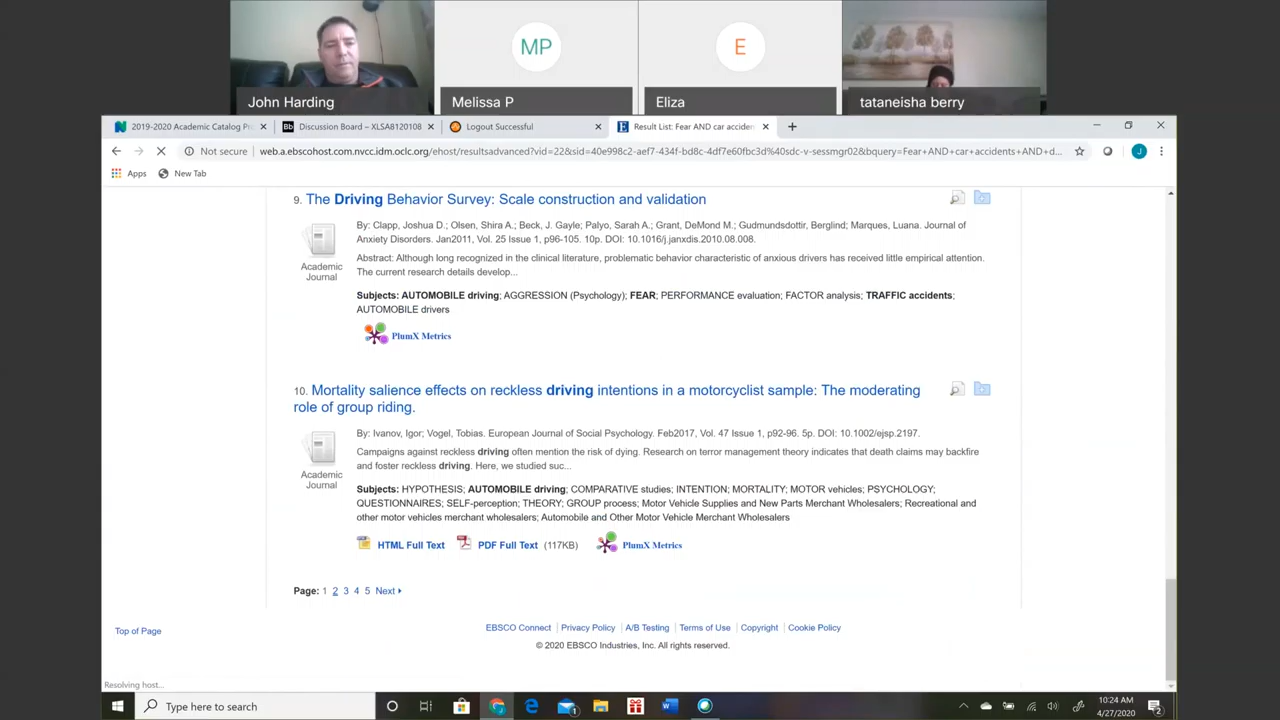 MP
E
John Harding
Melissa P
Eliza
tataneisha berry
2019-2020 Academic Catalog Pr
Discussion Board – XLSA8120108
Logout Successful
Result List: Fear AND car acciden
Not secure
web.a.ebscohost.com.nvcc.idm.oclc.org/ehost/resultsadvanced?vid=22&sid=40e998c2-aef7-434f-bd8c-4df7e60fbc3d%40sdc-v-sessmgr02&bquery=Fear+AND+car+accidents+AND+d...
Apps
New Tab
9. The Driving Behavior Survey: Scale construction and validation
By: Clapp, Joshua D.; Olsen, Shira A.; Beck, J. Gayle; Palyo, Sarah A.; Grant, DeMond M.; Gudmundsdottir, Berglind; Marques, Luana. Journal of
Anxiety Disorders. Jan2011, Vol. 25 Issue 1, p96-105. 10p. DOI: 10.1016/j.janxdis.2010.08.008.
Academic
Journal
Abstract: Although long recognized in the clinical literature, problematic behavior characteristic of anxious drivers has received little empirical attention.
The current research details develop...
Subjects: AUTOMOBILE driving; AGGRESSION (Psychology); FEAR; PERFORMANCE evaluation; FACTOR analysis; TRAFFIC accidents;
AUTOMOBILE drivers
PlumX Metrics
10. Mortality salience effects on reckless driving intentions in a motorcyclist sample: The moderating
role of group riding.
By: Ivanov, Igor; Vogel, Tobias. European Journal of Social Psychology. Feb2017, Vol. 47 Issue 1, p92-96. 5p. DOI: 10.1002/ejsp.2197.
Academic
Journal
Campaigns against reckless driving often mention the risk of dying. Research on terror management theory indicates that death claims may backfire
and foster reckless driving. Here, we studied suc...
Subjects: HYPOTHESIS; AUTOMOBILE driving; COMPARATIVE studies; INTENTION; MORTALITY; MOTOR vehicles; PSYCHOLOGY;
QUESTIONNAIRES; SELF-perception; THEORY; GROUP process; Motor Vehicle Supplies and New Parts Merchant Wholesalers; Recreational and
other motor vehicles merchant wholesalers; Automobile and Other Motor Vehicle Merchant Wholesalers
HTML Full Text PDF Full Text (117KB) PlumX Metrics
Page: 1 2 3 4 5 Next
Top of Page
EBSCO Connect | Privacy Policy | A/B Testing | Terms of Use | Copyright | Cookie Policy
© 2020 EBSCO Industries, Inc. All rights reserved.
Resolving host...
Type here to search
10:24 AM
4/27/2020